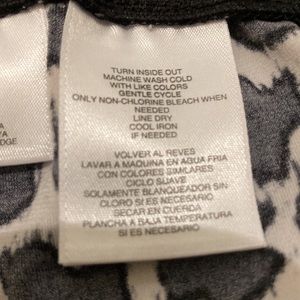 A
YA
EDGE
TURN INSIDE OUT
MACHINE WASH COLD
WITH LIKE COLORS
GENTLE CYCLE
ONLY NON-CHLORINE BLEACH WHEN
NEEDED
LINE DRY
COOL IRON
IF NEEDED
VOLVER AL REVES
LAVAR A MAQUINA EN AGUA FRIA
CON COLORES SIMILARES
CICLO SUAVE
SOLAMENTE BLANQUEADOR SIN
CLORO SI ES NECESARIO
SECAR EN CUERDA
PLANCHA A BAJA TEMPERATURA
SI ES NECESARIO